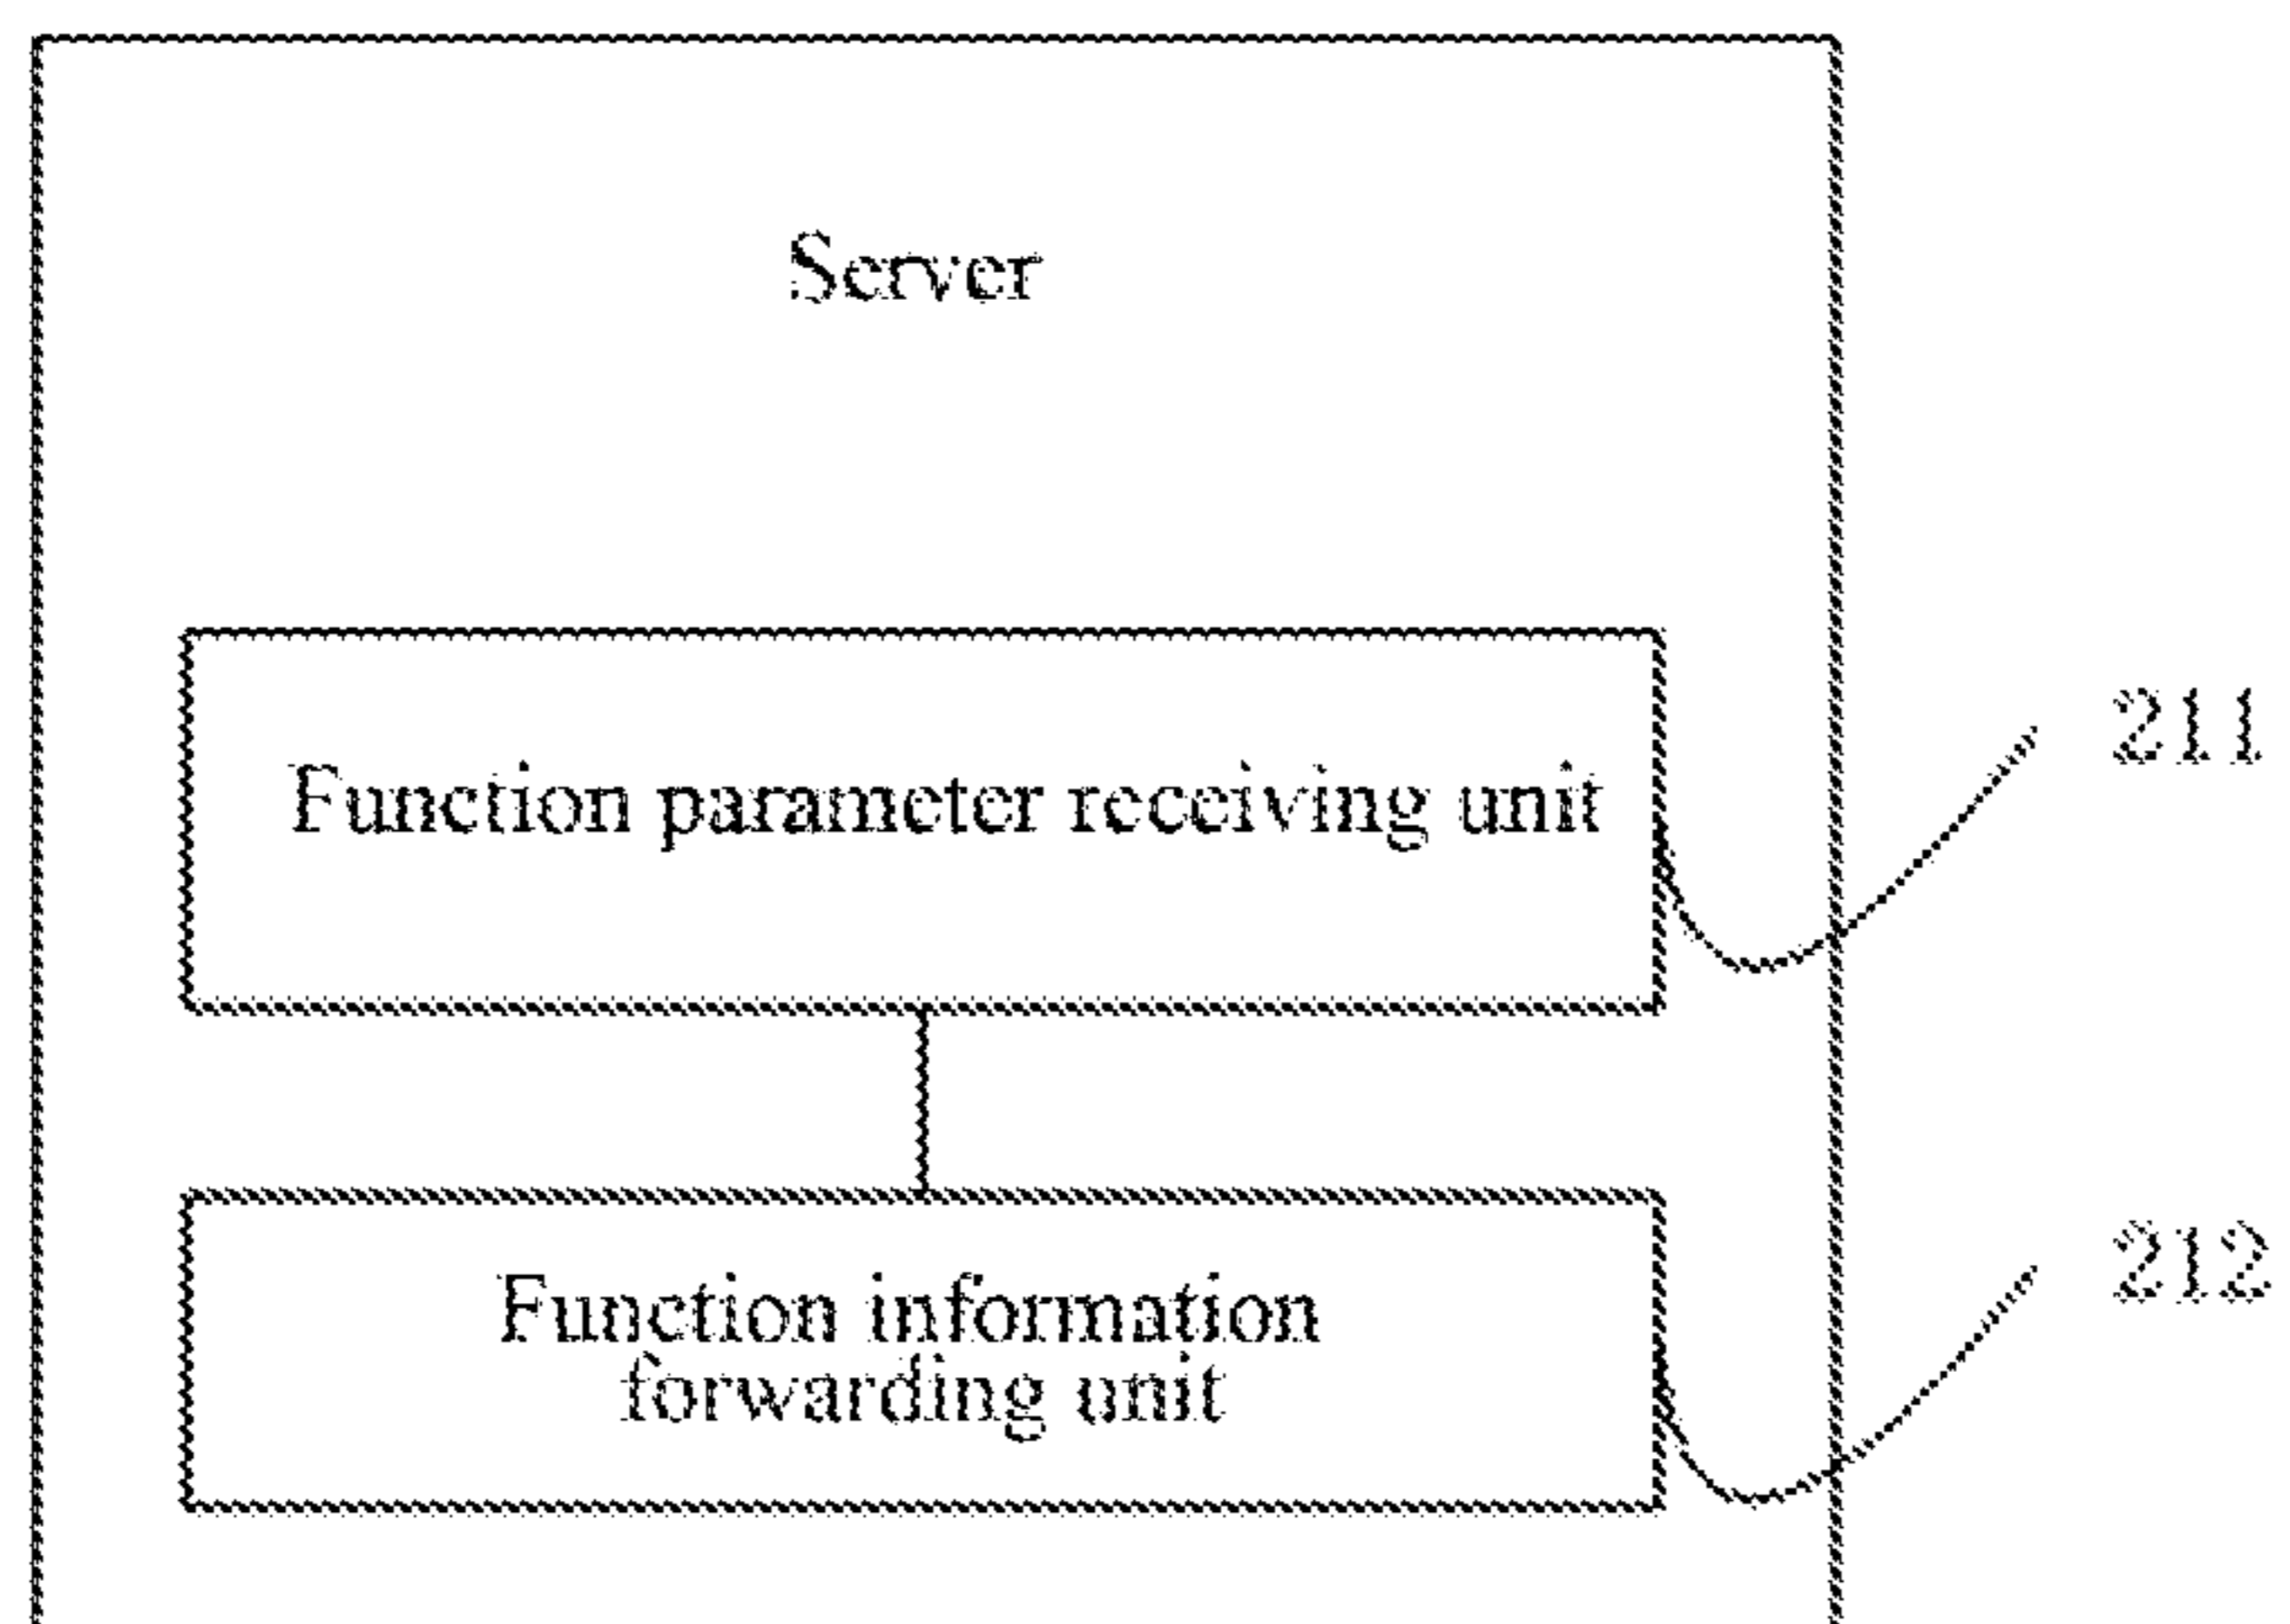 Server
Function parameter receiving unit
211
Function information
forwarding unit
212